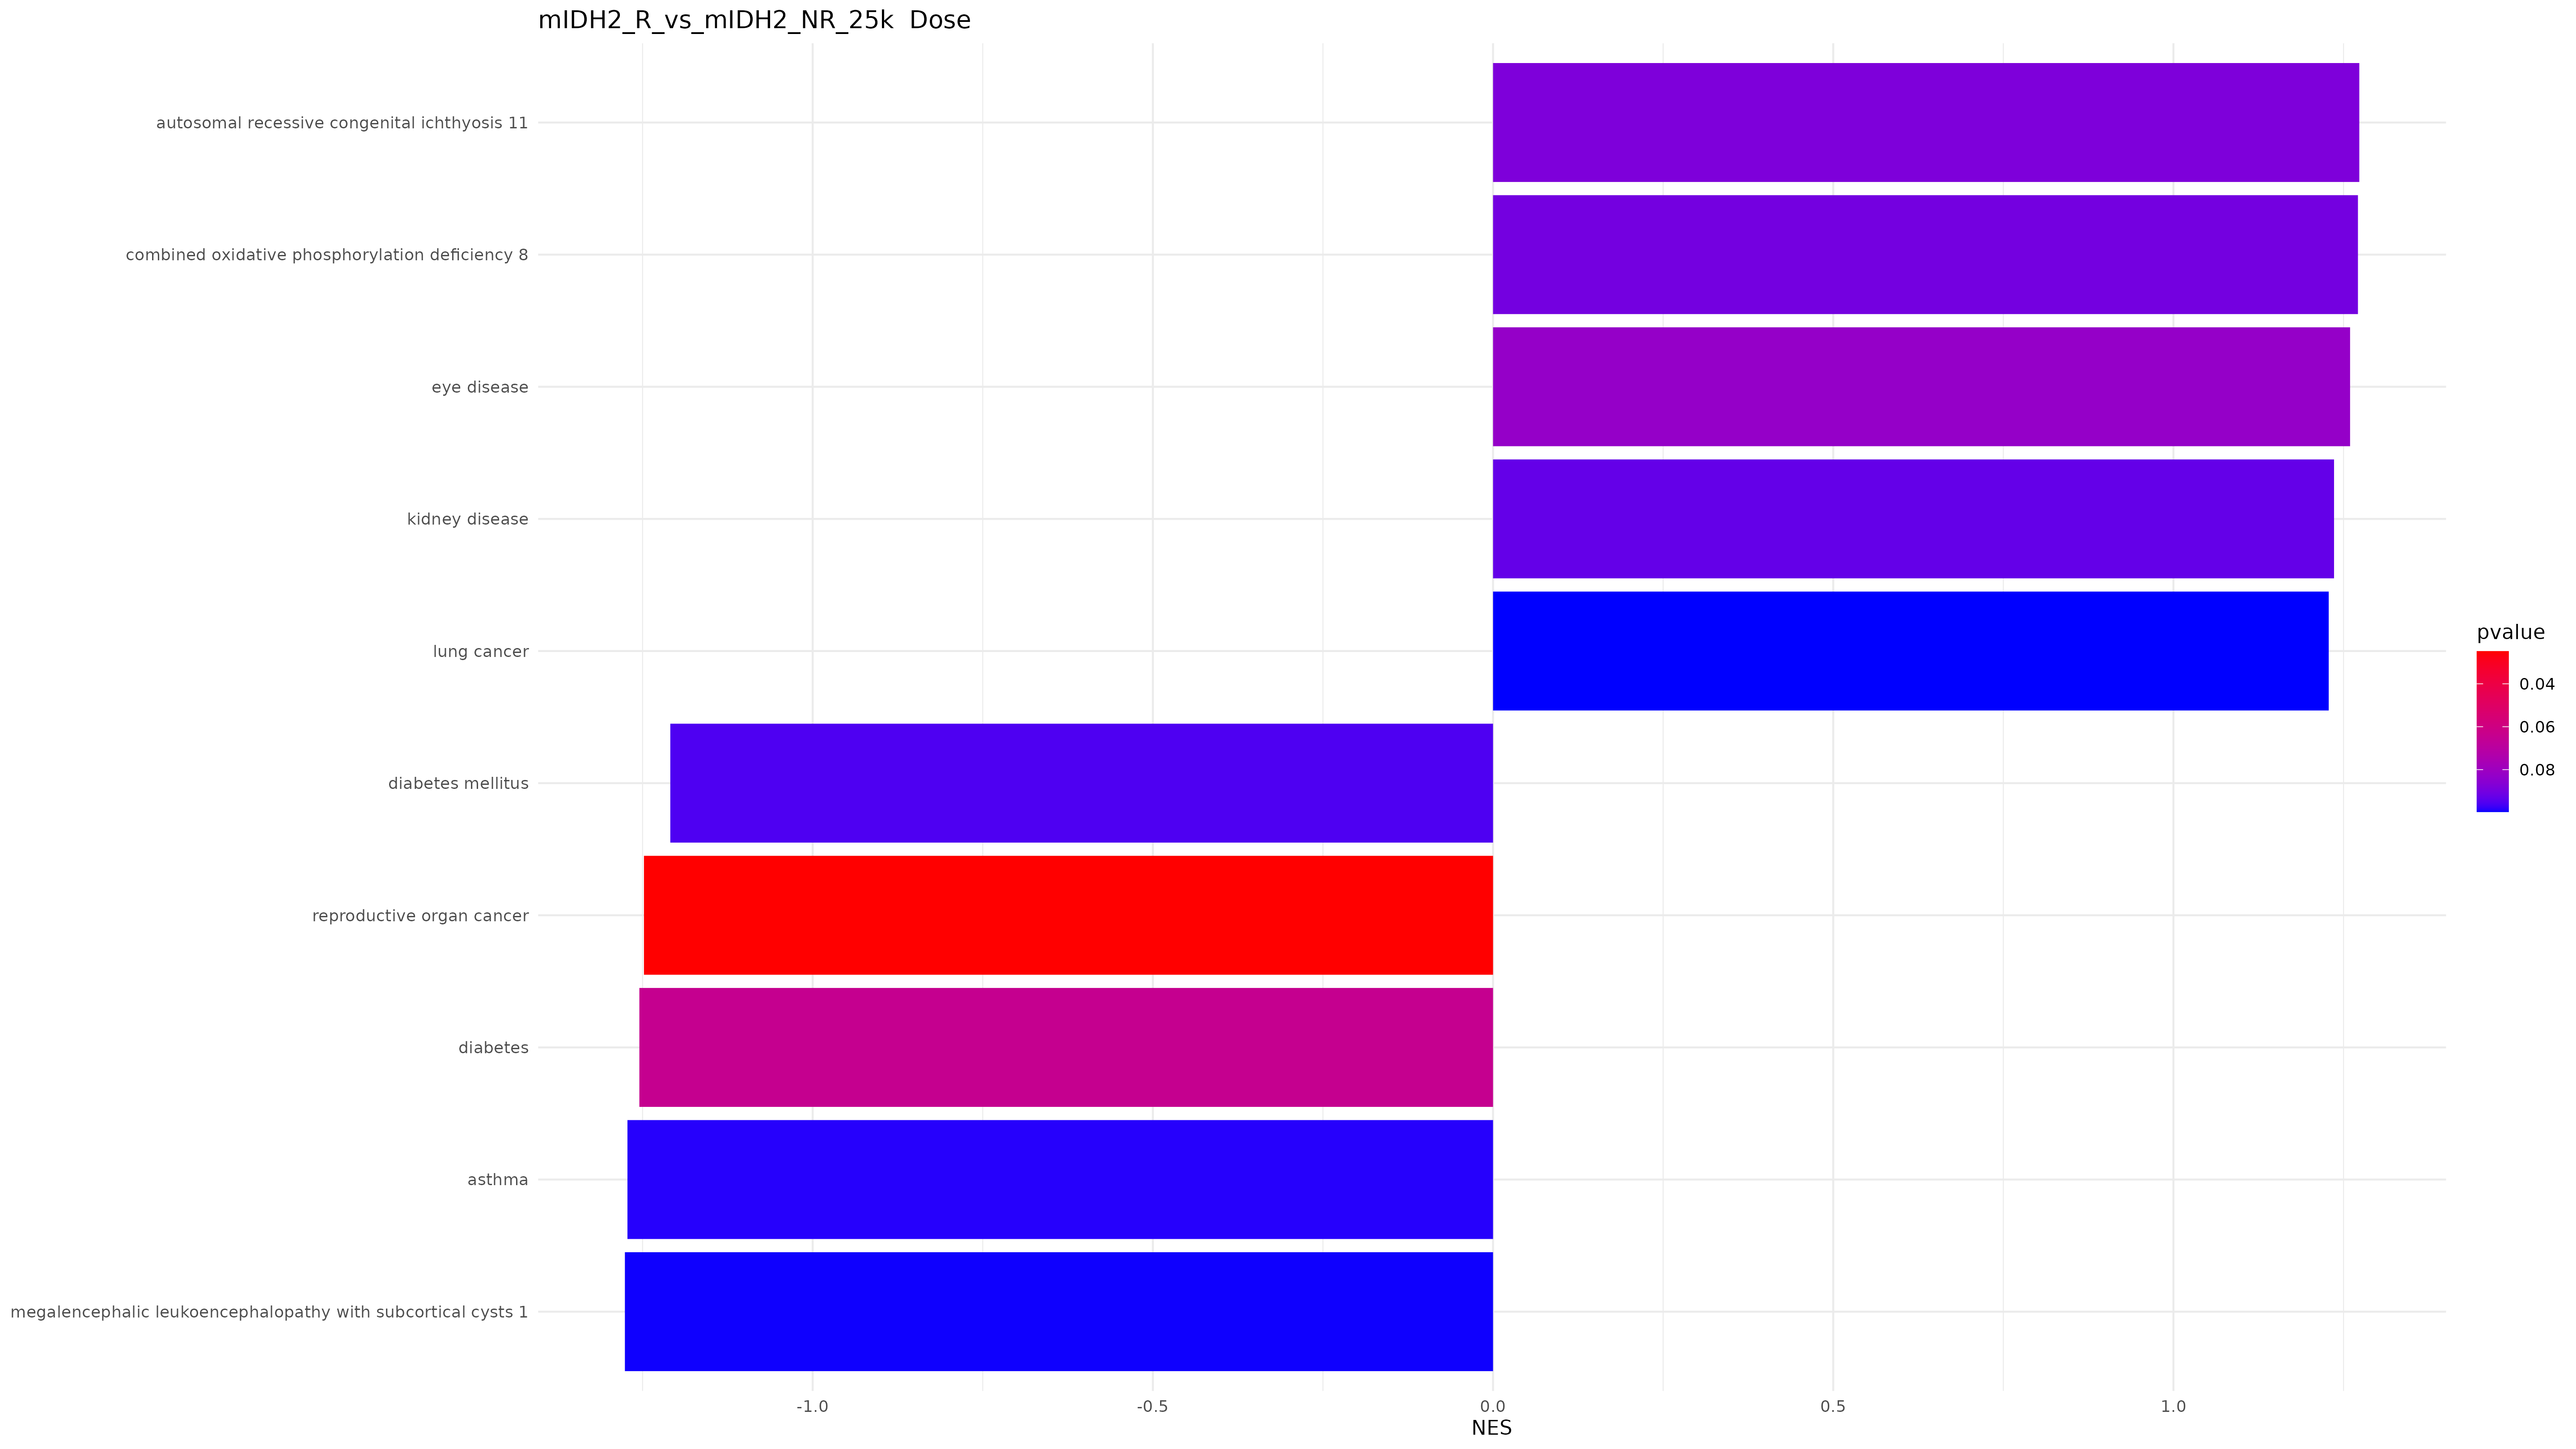 mIDH2_R_vs_mIDH2_NR_25k  Dose
autosomal recessive congenital ichthyosis 11
combined oxidative phosphorylation deficiency 8
eye disease
kidney disease
lung cancer
diabetes mellitus
reproductive organ cancer
diabetes
asthma
megalencephalic leukoencephalopathy with subcortical cysts 1
-1.0 -0.5 0.0 0.5 1.0
NES
pvalue
0.04
0.06
0.08